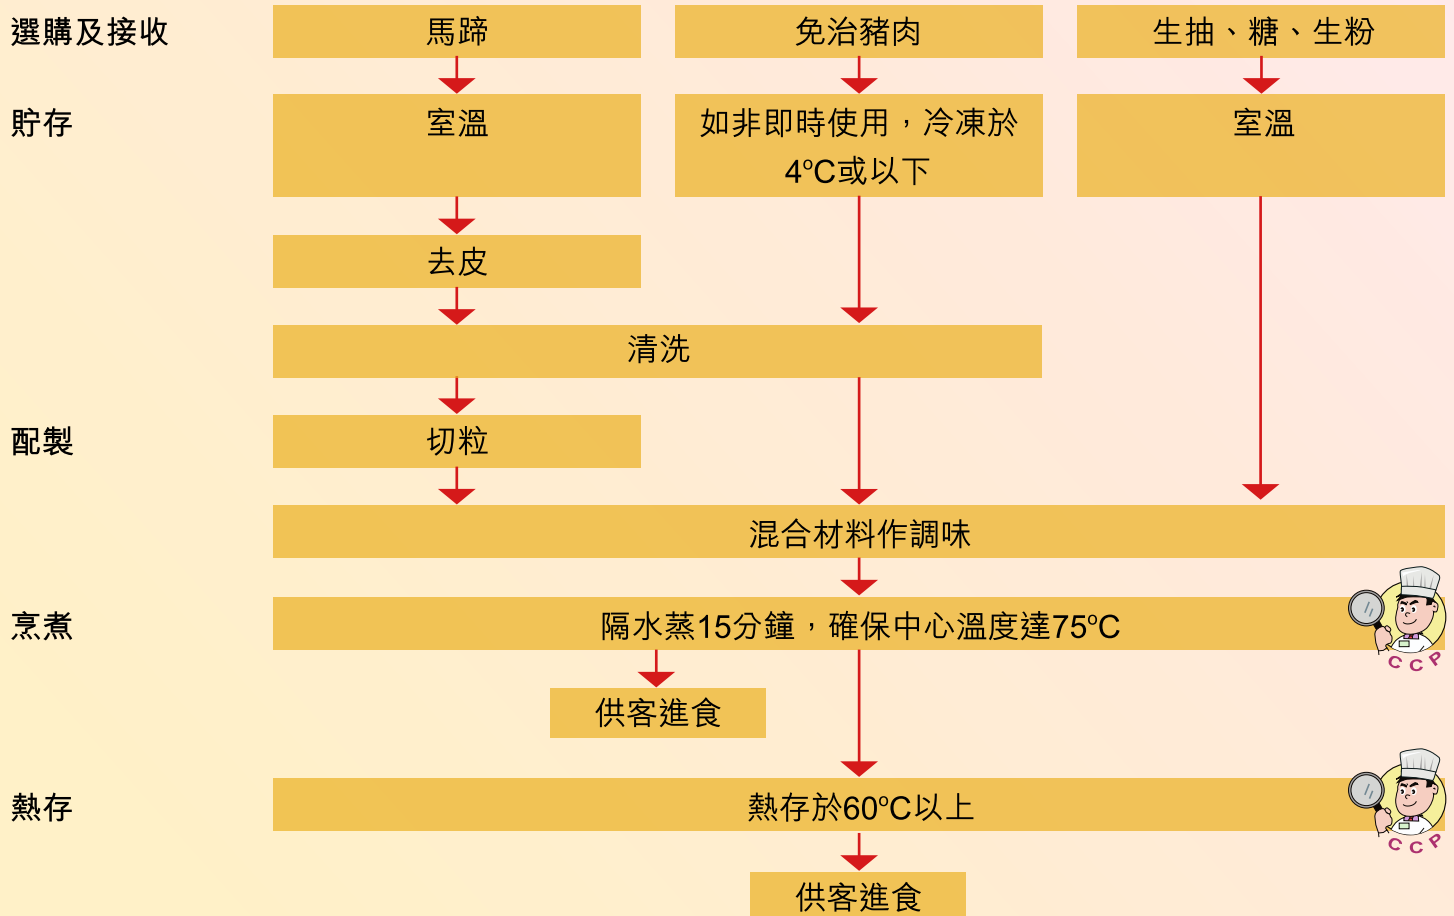 選購及接收
馬蹄
免治豬肉
生抽、糖、生粉
貯存
室溫
如非即時使用，冷凍於
4ºC或以下
室溫
去皮
清洗
配製
切粒
混合材料作調味
烹煮
隔水蒸15分鐘，確保中心溫度達75ºC
CCP
供客進食
熱存
熱存於60ºC以上
CCP
供客進食